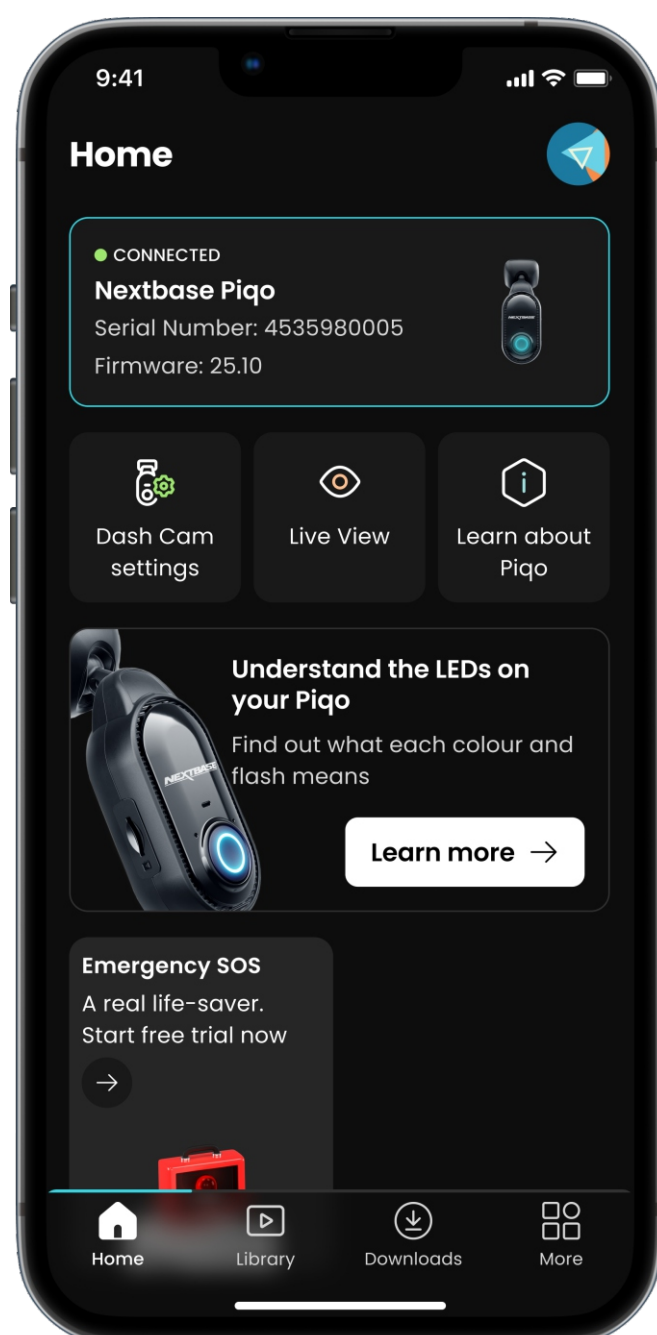 9:41
Home
CONNECTED
Nextbase Piqo
Serial Number: 4535980005
Firmware: 25.10
Dash Cam
settings
Live View
Learn about
Piqo
Understand the LEDs on
your Piqo
Find out what each colour and
flash means
NEXTBASE
Learn more
Emergency SOS
A real life-saver.
Start free trial now
Home
Library
Downloads
More